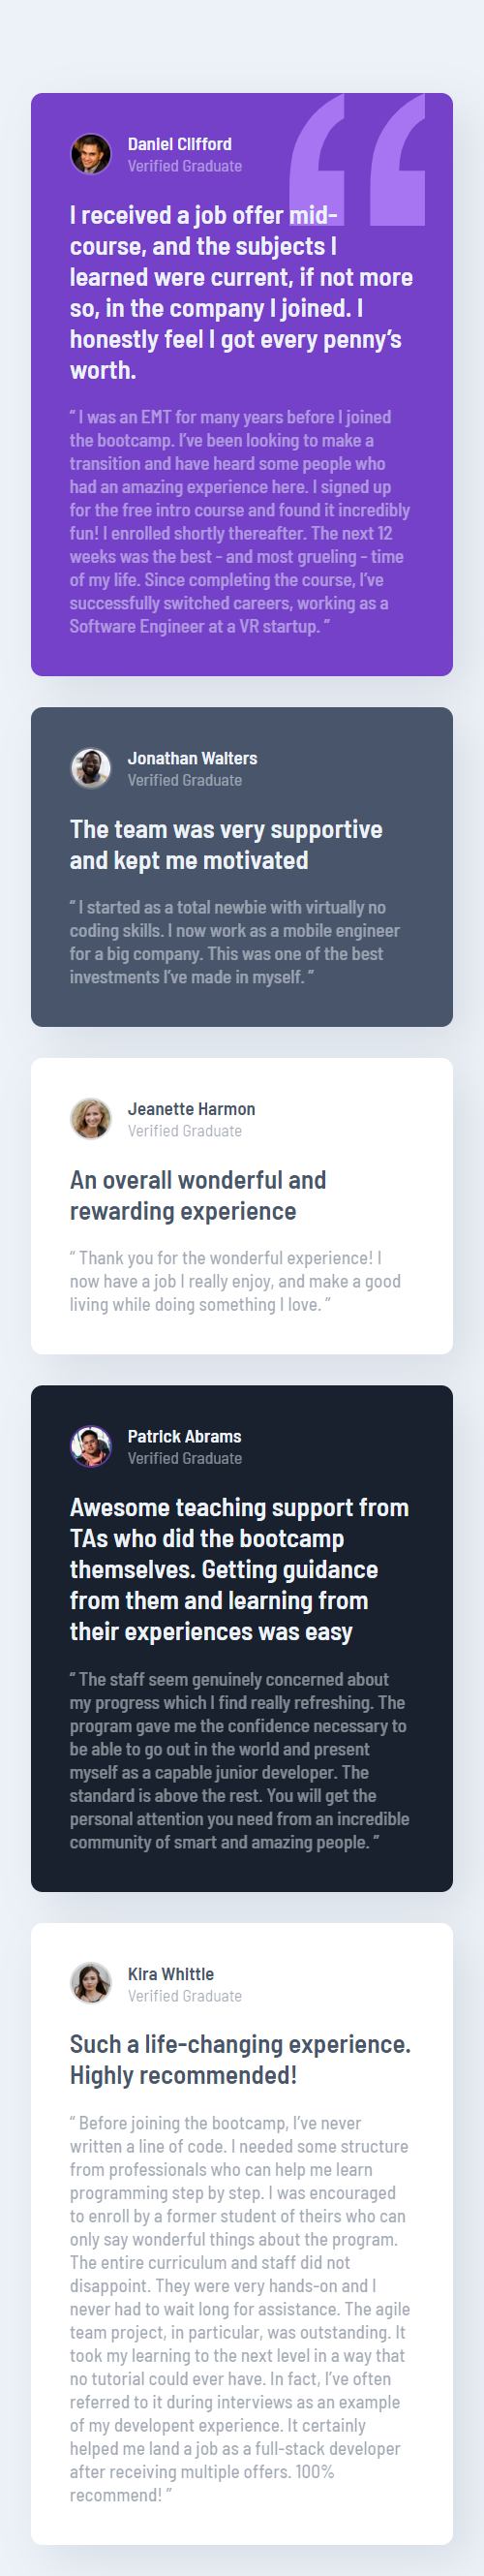 Daniel Clifford
Verified Graduate
I received a job offer mid-
course, and the subjects I
learned were current, if not more
so, in the company I joined. I
honestly feel I got every penny’s
worth.
“ I was an EMT for many years before I joined
the bootcamp. I’ve been looking to make a
transition and have heard some people who
had an amazing experience here. I signed up
for the free intro course and found it incredibly
fun! I enrolled shortly thereafter. The next 12
weeks was the best - and most grueling - time
of my life. Since completing the course, I’ve
successfully switched careers, working as a
Software Engineer at a VR startup. ”
Jonathan Walters
Verified Graduate
The team was very supportive
and kept me motivated
“ I started as a total newbie with virtually no
coding skills. I now work as a mobile engineer
for a big company. This was one of the best
investments I’ve made in myself. ”
Jeanette Harmon
Verified Graduate
An overall wonderful and
rewarding experience
“ Thank you for the wonderful experience! I
now have a job I really enjoy, and make a good
living while doing something I love. ”
Patrick Abrams
Verified Graduate
Awesome teaching support from
TAs who did the bootcamp
themselves. Getting guidance
from them and learning from
their experiences was easy
“ The staff seem genuinely concerned about
my progress which I find really refreshing. The
program gave me the confidence necessary to
be able to go out in the world and present
myself as a capable junior developer. The
standard is above the rest. You will get the
personal attention you need from an incredible
community of smart and amazing people. ”
Kira Whittle
Verified Graduate
Such a life-changing experience.
Highly recommended!
“ Before joining the bootcamp, I’ve never
written a line of code. I needed some structure
from professionals who can help me learn
programming step by step. I was encouraged
to enroll by a former student of theirs who can
only say wonderful things about the program.
The entire curriculum and staff did not
disappoint. They were very hands-on and I
never had to wait long for assistance. The agile
team project, in particular, was outstanding. It
took my learning to the next level in a way that
no tutorial could ever have. In fact, I’ve often
referred to it during interviews as an example
of my developent experience. It certainly
helped me land a job as a full-stack developer
after receiving multiple offers. 100%
recommend! ”